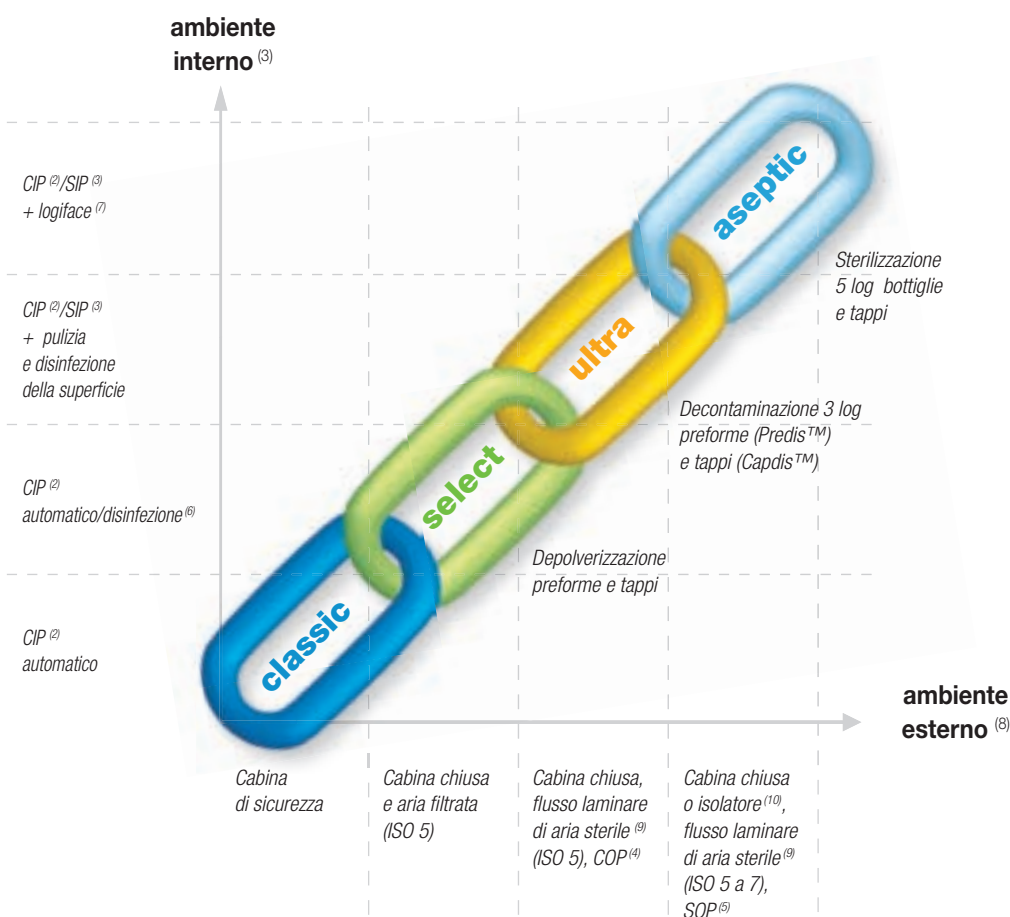 ambiente
interno (3)
CIP (2)/SIP (3)
+ logiface (7)
aseptic
Sterilizzazione
5 log bottiglie
e tappi
CIP (2)/SIP (3)
+ pulizia
e disinfezione
della superficie
ultra
Decontaminazione 3 log
preforme (Predis™)
e tappi (Capdis™)
CIP (2)
automatico/disinfezione (6)
select
Depolverizzazione
preforme e tappi
CIP (2)
automatico
classic
ambiente
esterno (8)
Cabina
di sicurezza
Cabina chiusa
e aria filtrata
(ISO 5)
Cabina chiusa,
flusso laminare
di aria sterile (9)
(ISO 5), COP (4)
Cabina chiusa
o isolatore (10),
flusso laminare
di aria sterile (9)
(ISO 5 a 7),
SOP (5)